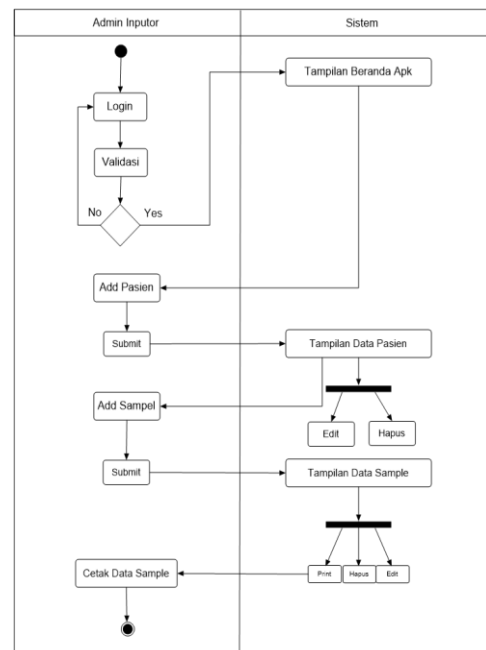 Admin Inputor
Sistem
Tampilan Beranda Apk
Login
Validasi
No
Yes
Add Pasien
Submit
Tampilan Data Pasien
Add Sampel
Edit
Hapus
Submit
Tampilan Data Sample
Cetak Data Sample
Print
Hapus
Edit